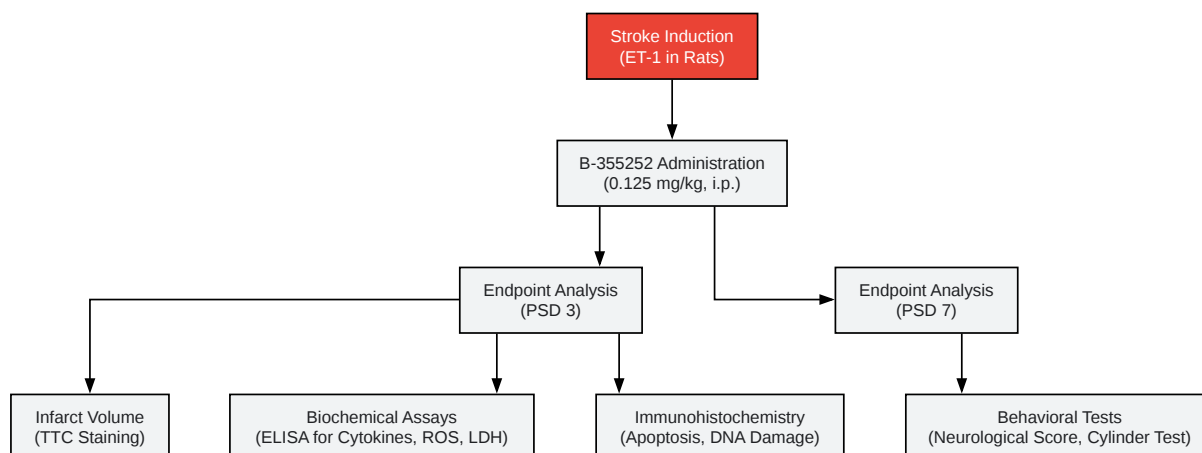 Stroke Induction
(ET-1 in Rats)
B-355252 Administration
(0.125 mg/kg, i.p.)
Endpoint Analysis
(PSD 3)
Endpoint Analysis
(PSD 7)
Infarct Volume
(TTC Staining)
Biochemical Assays
(ELISA for Cytokines, ROS, LDH)
Immunohistochemistry
(Apoptosis, DNA Damage)
Behavioral Tests
(Neurological Score, Cylinder Test)